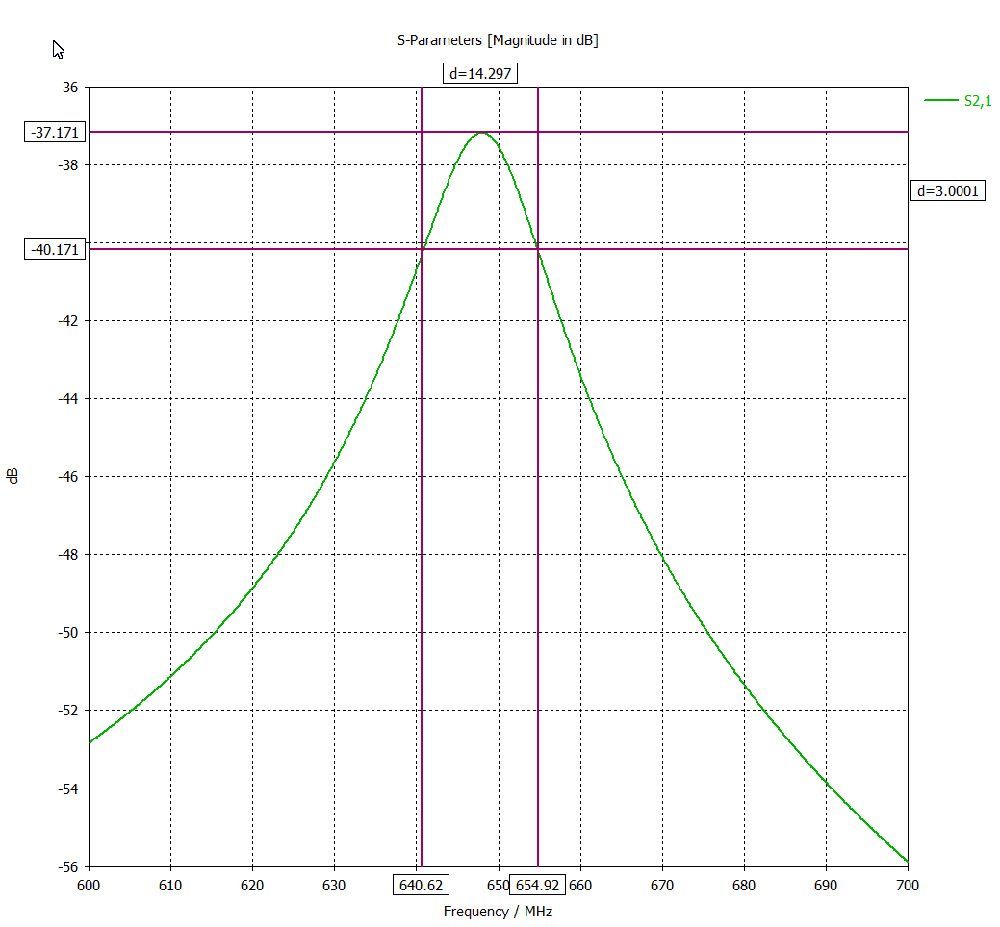 S-Parameters [Magnitude in dB]
d=14.297
-36
S2,1
-37.171
-38
d=3.0001
-40.171
-42
-44
-46
dB
-48
-50
-52
-54
-56
600 610 620 630 640.62 650 654.92 660 670 680 690 700
Frequency / MHz